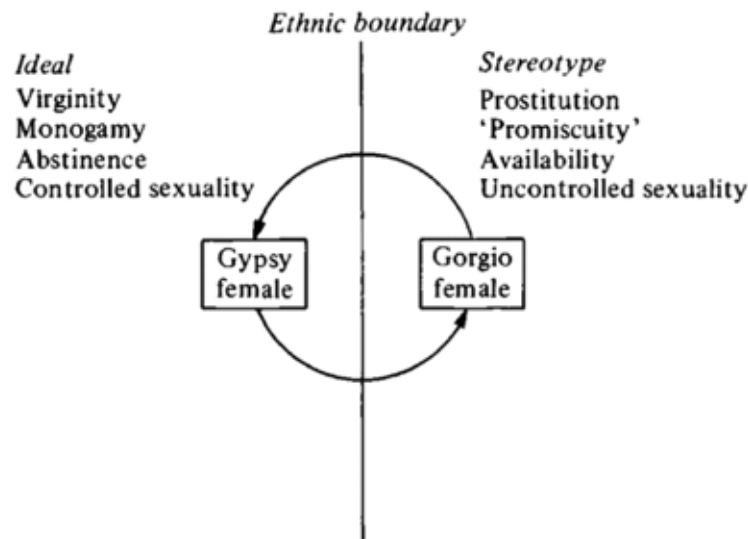 Ethnic boundary
Ideal
Virginity
Monogamy
Abstinence
Controlled sexuality
Stereotype
Prostitution
‘Promiscuity’
Availability
Uncontrolled sexuality
Gypsy
female
Gorgio
female